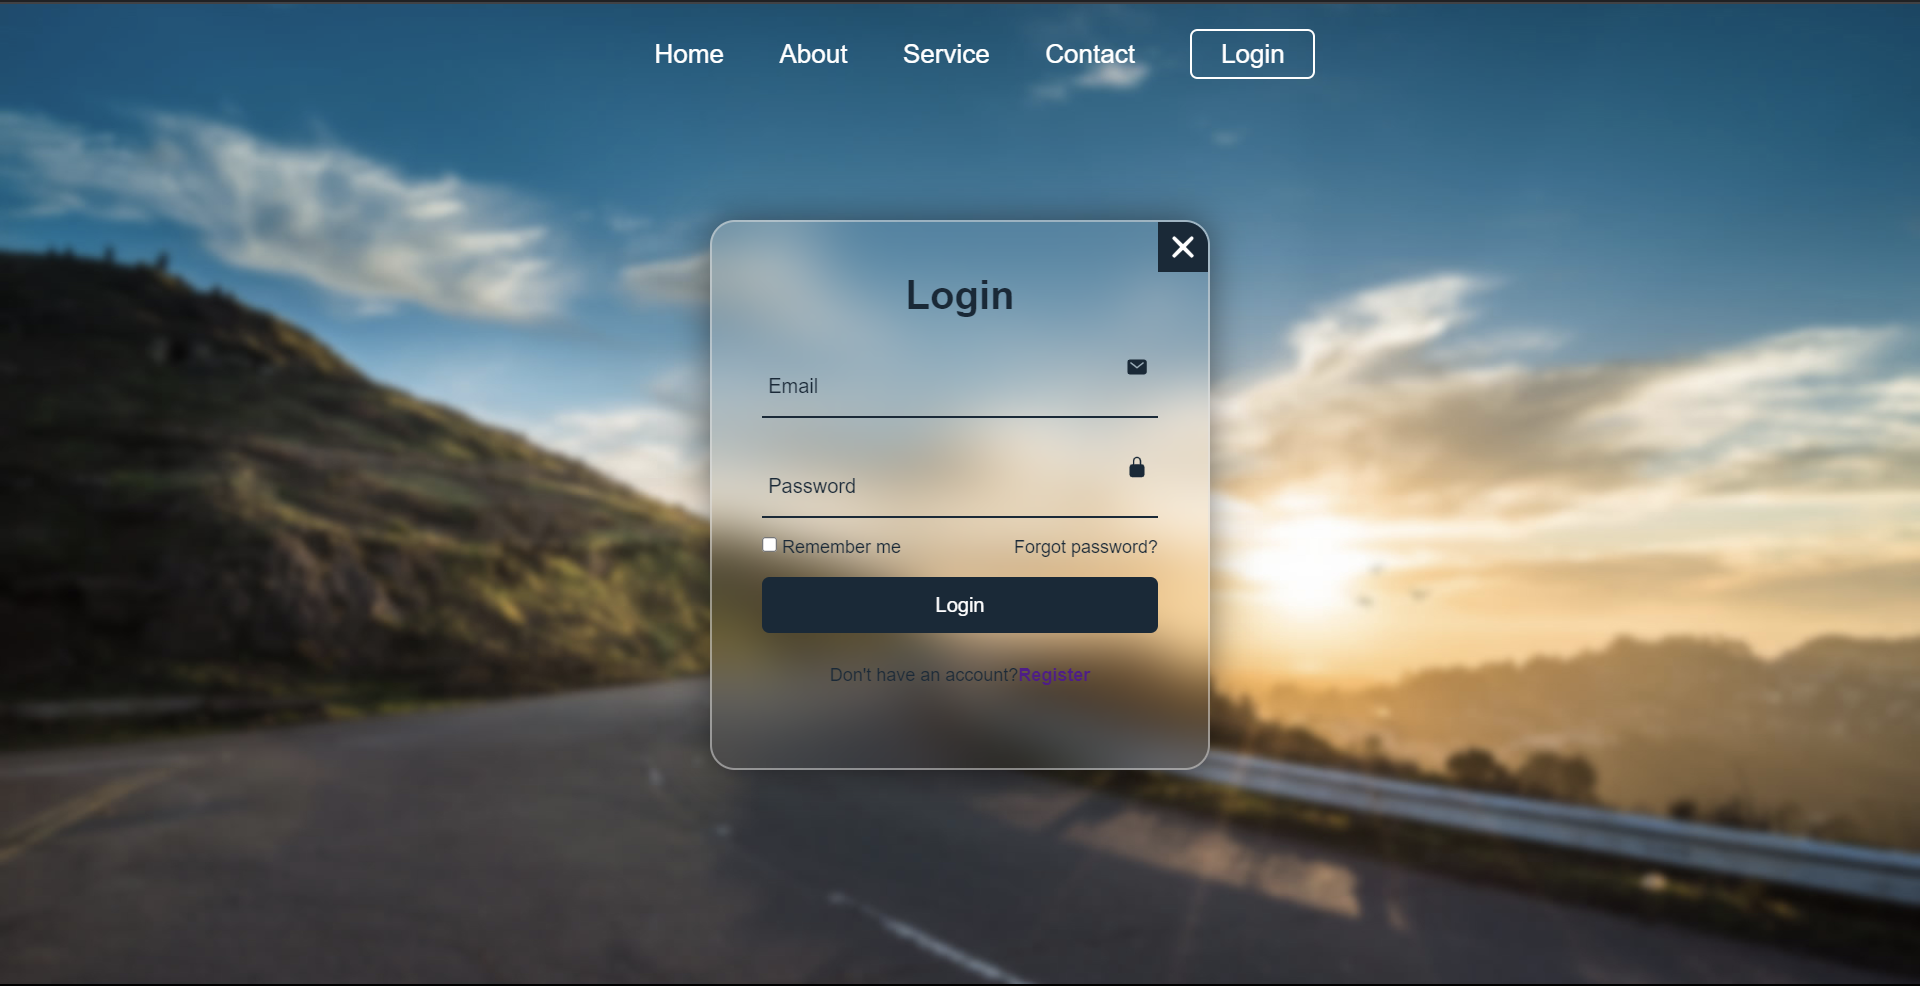 Home About Service Contact Login
Login
Email
Password
Remember me Forgot password?
Login
Don't have an account?Register